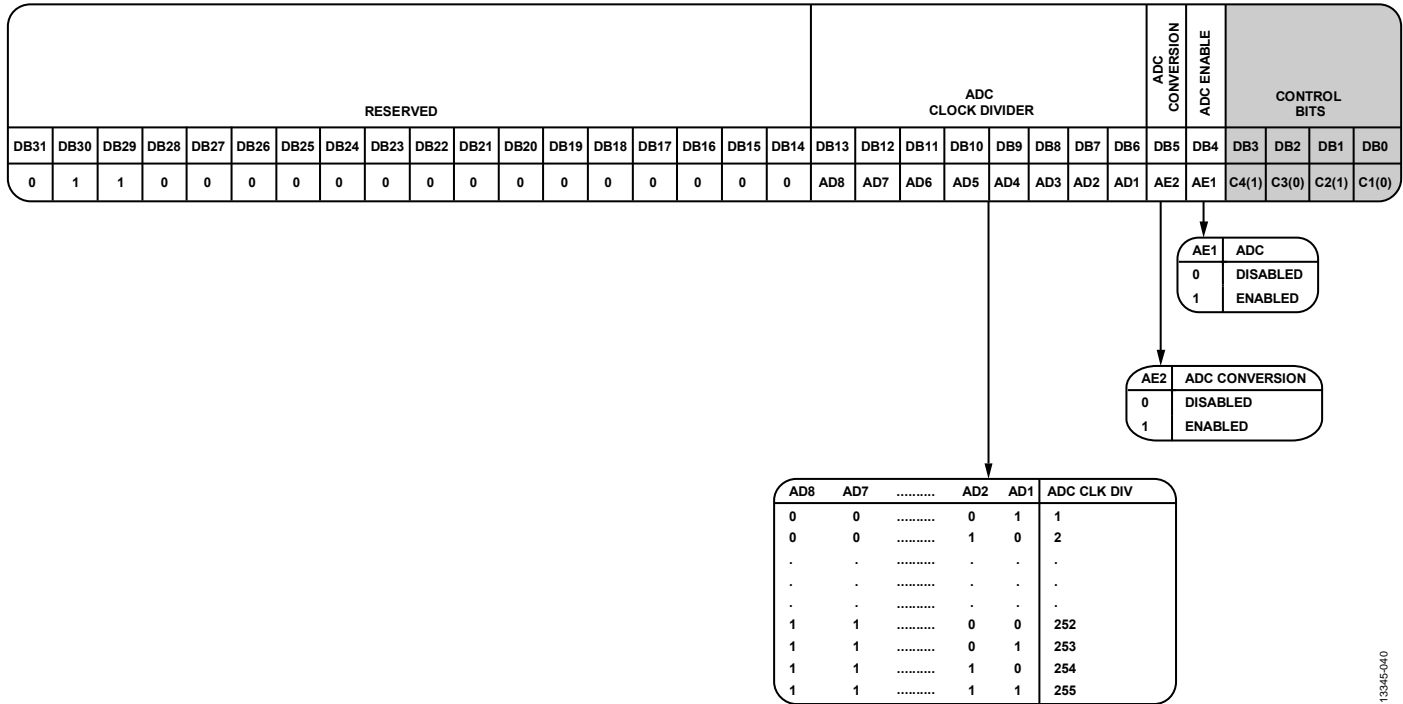 RESERVED
ADC
CLOCK DIVIDER
ADC
CONVERSION
ADC ENABLE
CONTROL
BITS
DB31 DB30 DB29 DB28 DB27 DB26 DB25 DB24 DB23 DB22 DB21 DB20 DB19 DB18 DB17 DB16 DB15 DB14 DB13 DB12 DB11 DB10 DB9 DB8 DB7 DB6 DB5 DB4 DB3 DB2 DB1 DB0
0 1 1 0 0 0 0 0 0 0 0 0 0 0 0 0 0 0 AD8 AD7 AD6 AD5 AD4 AD3 AD2 AD1 AE2 AE1 C4(1) C3(0) C2(1) C1(0)
AE1 ADC
0 DISABLED
1 ENABLED
AE2 ADC CONVERSION
0 DISABLED
1 ENABLED
AD8 AD7 .......... AD2 AD1 ADC CLK DIV
0 0 .......... 0 1 1
0 0 .......... 1 0 2
. . .......... . . .
. . .......... . . .
. . .......... . . .
1 1 .......... 0 0 252
1 1 .......... 0 1 253
1 1 .......... 1 0 254
1 1 .......... 1 1 255
13345-040